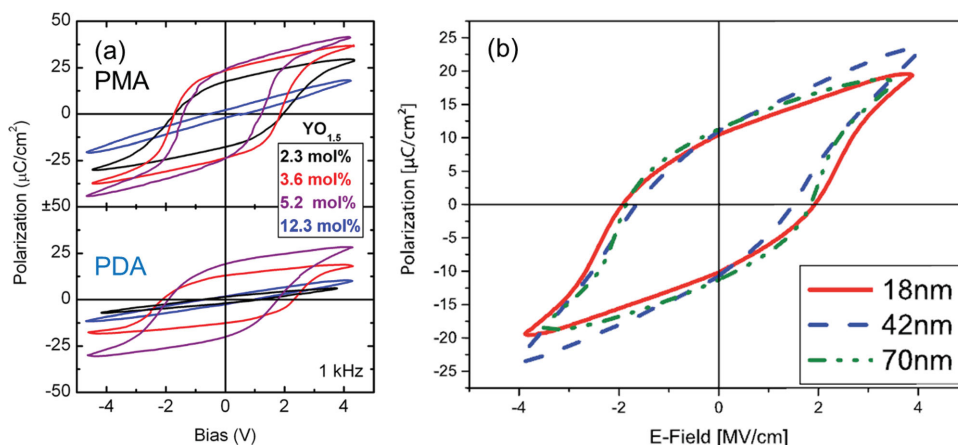 (a)
PMA
Polarization (μC/cm²)
50
25
0
-25
±50
25
0
-25
-50
YO1.5
2.3 mol%
3.6 mol%
5.2 mol%
12.3 mol%
PDA
1 kHz
-4 -2 0 2 4
Bias (V)
(b)
Polarization [μC/cm²]
25
20
15
10
5
0
-5
-10
-15
-20
-25
18nm
42nm
70nm
-4 -2 0 2 4
E-Field [MV/cm]